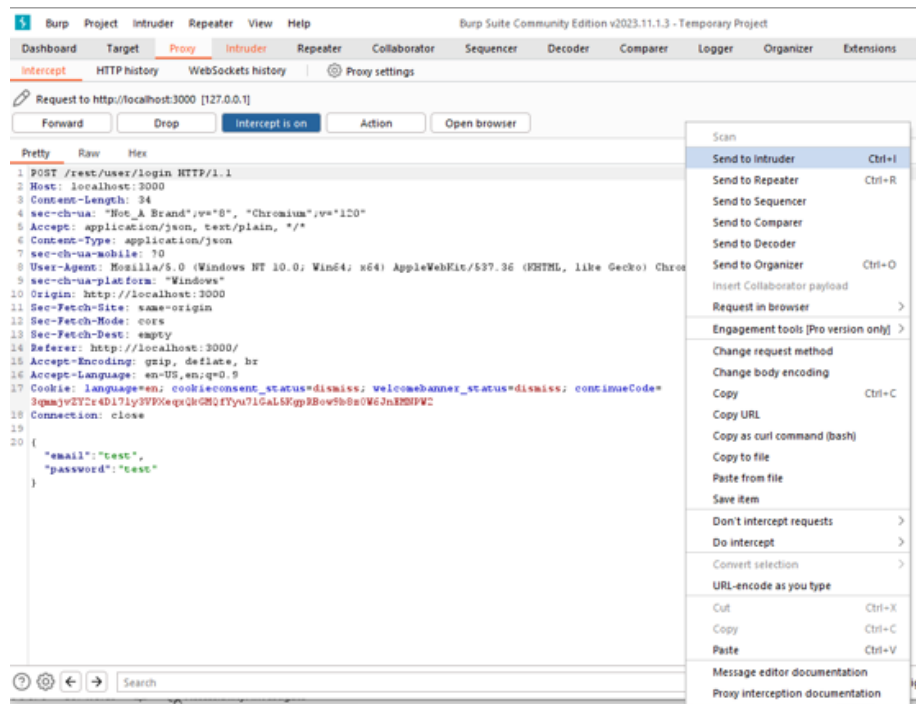 Burp Project Intruder Repeater View Help Burp Suite Community Edition v2023.11.1.3 - Temporary Project
Dashboard Target Proxy Intruder Repeater Collaborator Sequencer Decoder Comparer Logger Organizer Extensions
Intercept HTTP history WebSockets history Proxy settings
Request to http://localhost:3000 [127.0.0.1]
Forward Drop Intercept is on Action Open browser
Pretty Raw Hex
1 POST /rest/user/login HTTP/1.1
2 Host: localhost:3000
3 Content-Length: 34
4 sec-ch-ua: "Not_A Brand";v="8", "Chromium";v="120"
5 Accept: application/json, text/plain, */*
6 Content-Type: application/json
7 sec-ch-ua-mobile: ?0
8 User-Agent: Mozilla/5.0 (Windows NT 10.0; Win64; x64) AppleWebKit/537.36 (KHTML, like Gecko) Chrom
9 sec-ch-ua-platform: "Windows"
10 Origin: http://localhost:3000
11 Sec-Fetch-Site: same-origin
12 Sec-Fetch-Mode: cors
13 Sec-Fetch-Dest: empty
14 Referer: http://localhost:3000/
15 Accept-Encoding: gzip, deflate, br
16 Accept-Language: en-US,en;q=0.9
17 Cookie: language=en; cookieconsent_status=dismiss; welcomebanner_status=dismiss; continueCode=
18 Connection: close
19
20 {
"email":"test",
"password":"test"
}
Scan
Send to Intruder Ctrl+I
Send to Repeater Ctrl+R
Send to Sequencer
Send to Comparer
Send to Decoder
Send to Organizer Ctrl+O
Insert Collaborator payload
Request in browser >
Engagement tools [Pro version only] >
Change request method
Change body encoding
Copy Ctrl+C
Copy URL
Copy as curl command (bash)
Copy to file
Paste from file
Save item
Don't intercept requests >
Do intercept >
Convert selection >
URL-encode as you type
Cut Ctrl+X
Copy Ctrl+C
Paste Ctrl+V
Message editor documentation
Proxy interception documentation
Search